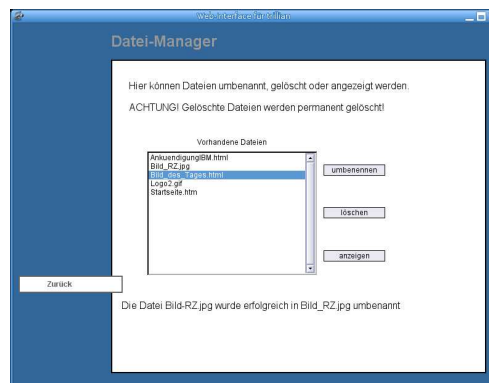 Web-Interface für Trillian
Datei-Manager
Hier können Dateien umbenannt, gelöscht oder angezeigt werden.
ACHTUNG! Gelöschte Dateien werden permanent gelöscht!
Vorhandene Dateien
AnkuendigungIBM.html
Bild_RZ.jpg
Bild_des_Tages.html
Logo2.gif
Startseite.htm
umbenennen
löschen
anzeigen
Zurück
Die Datei Bild-RZ.jpg wurde erfolgreich in Bild_RZ.jpg umbenannt